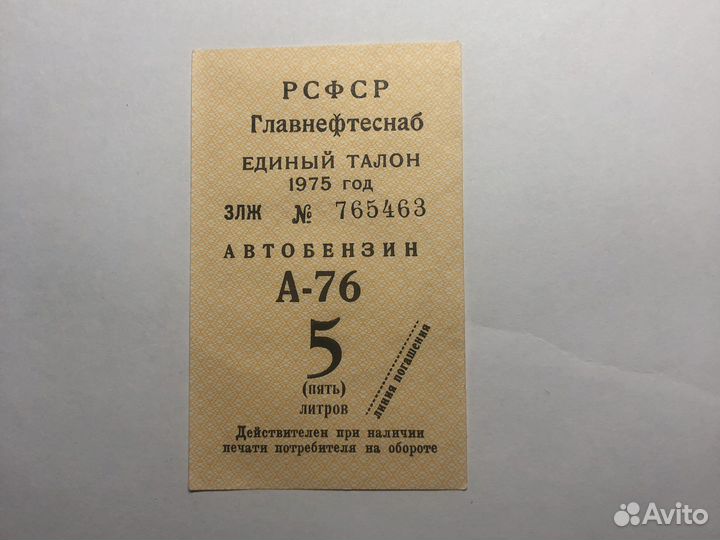 РСФСР
Главнефтеснаб
ЕДИНЫЙ ТАЛОН
1975 год
ЗЛЖ № 765463
АВТОБЕНЗИН
А-76
5
(пять)
литров
линия погашения
Действителен при наличии
печати потребителя на обороте
Avito